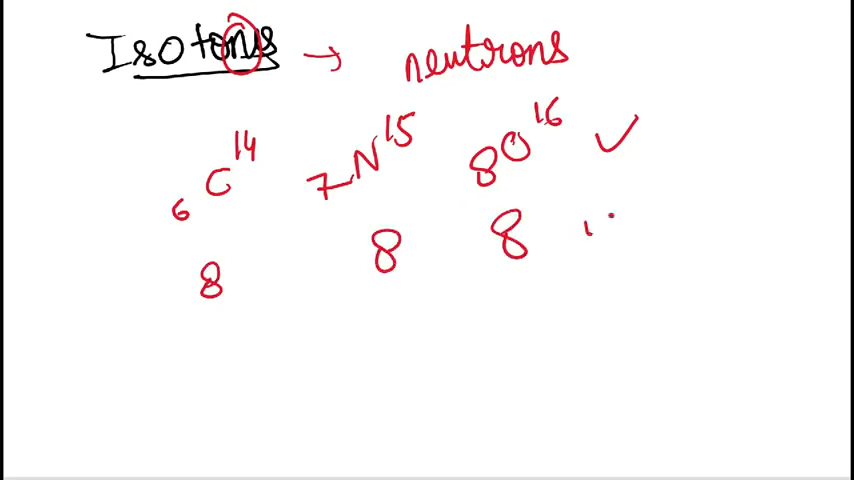 Isotones → neutrons
₆C¹⁴ ₇N¹⁵ ₈O¹⁶ ✓
8 8 8